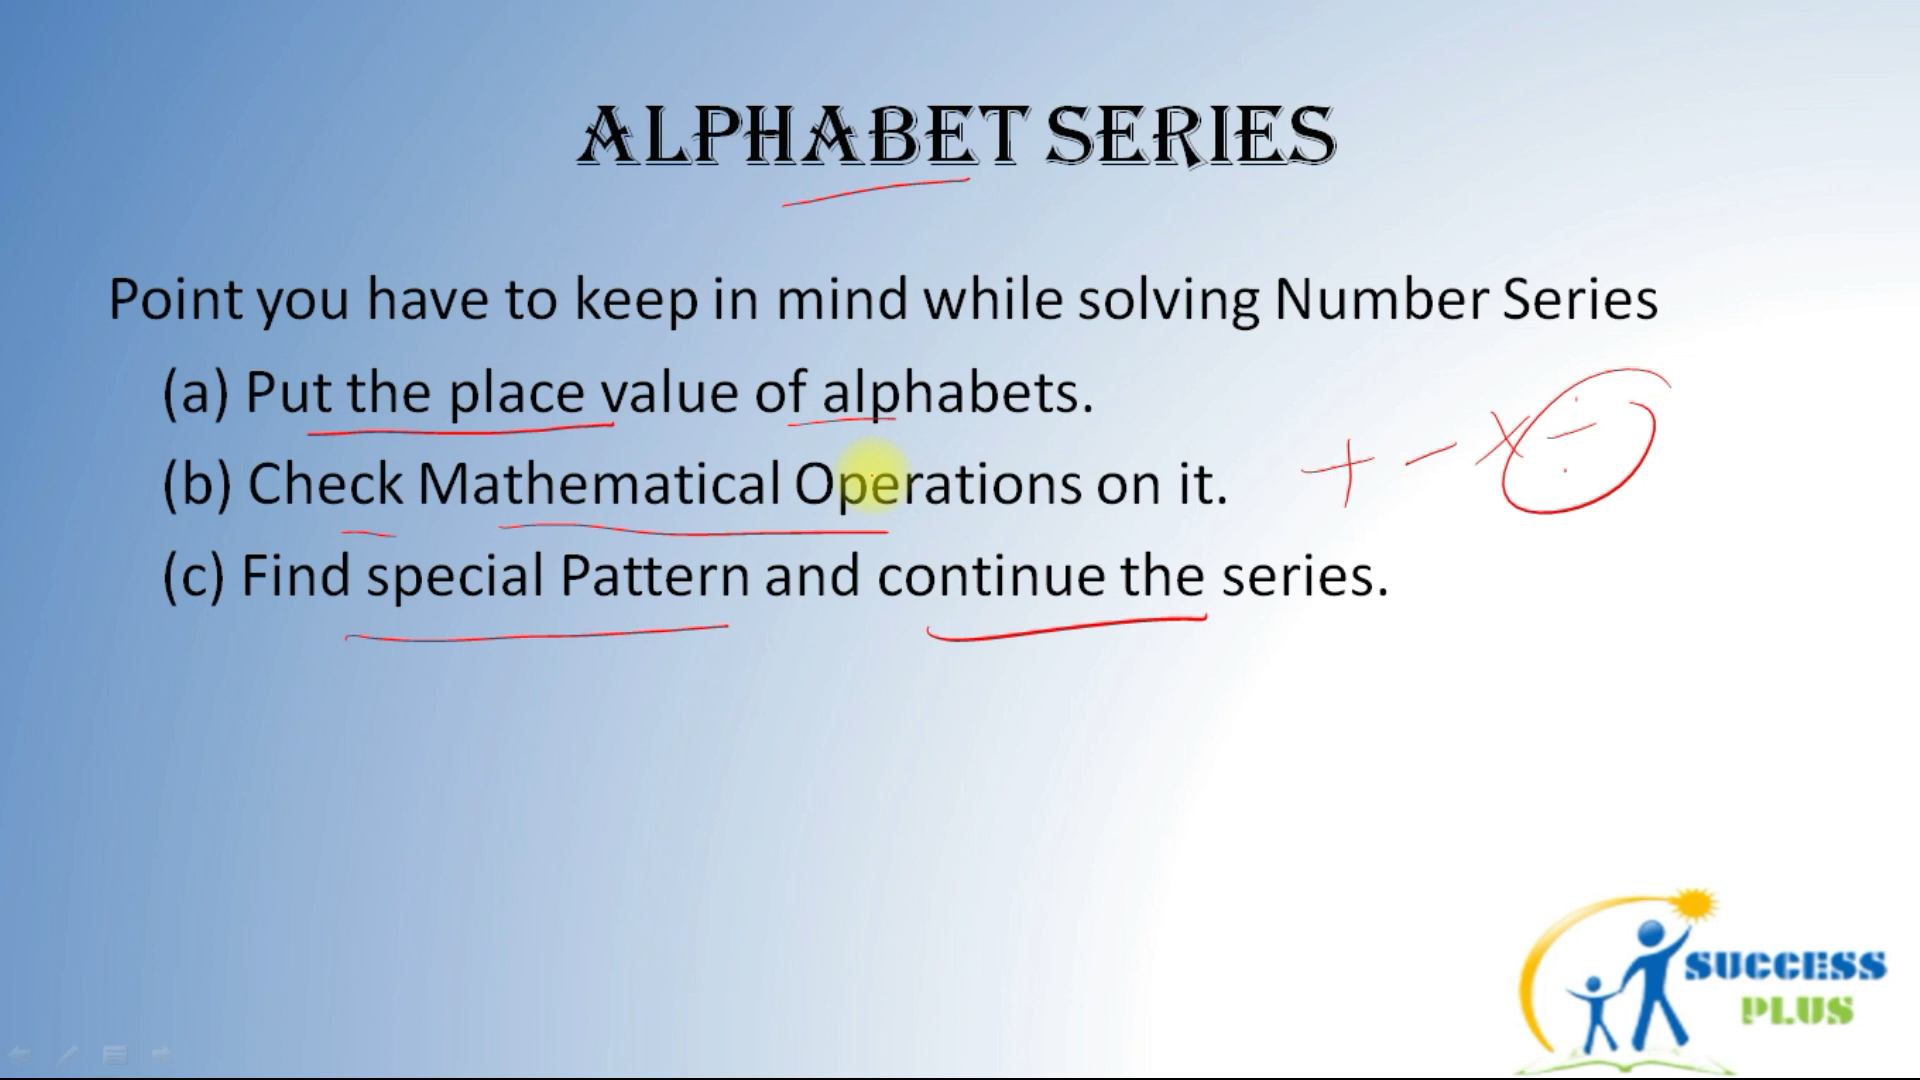 ALPHABET SERIES
Point you have to keep in mind while solving Number Series
(a) Put the place value of alphabets.
(b) Check Mathematical Operations on it.
+ - × ÷
(c) Find special Pattern and continue the series.
SUCCESS
PLUS